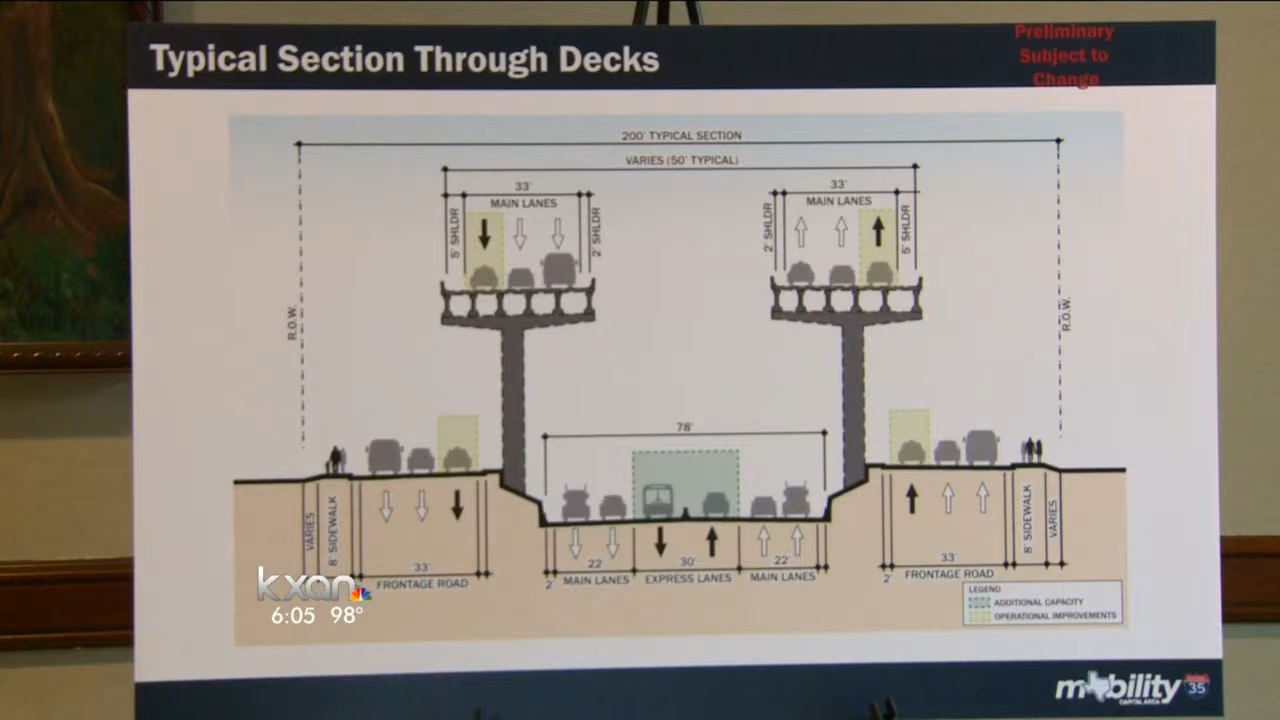 Typical Section Through Decks
Preliminary
Subject to
Change
200' TYPICAL SECTION
VARIES (50' TYPICAL)
33'
MAIN LANES
5' SHLDR
2' SHLDR
33'
MAIN LANES
2' SHLDR
5' SHLDR
R.O.W.
R.O.W.
78'
VARIES
8' SIDEWALK
33'
FRONTAGE ROAD
2'
22'
MAIN LANES
30'
EXPRESS LANES
22'
MAIN LANES
2'
33'
FRONTAGE ROAD
8' SIDEWALK
VARIES
LEGEND
ADDITIONAL CAPACITY
OPERATIONAL IMPROVEMENTS
kxan
6:05 98°
mobility
CAPITAL AREA
35